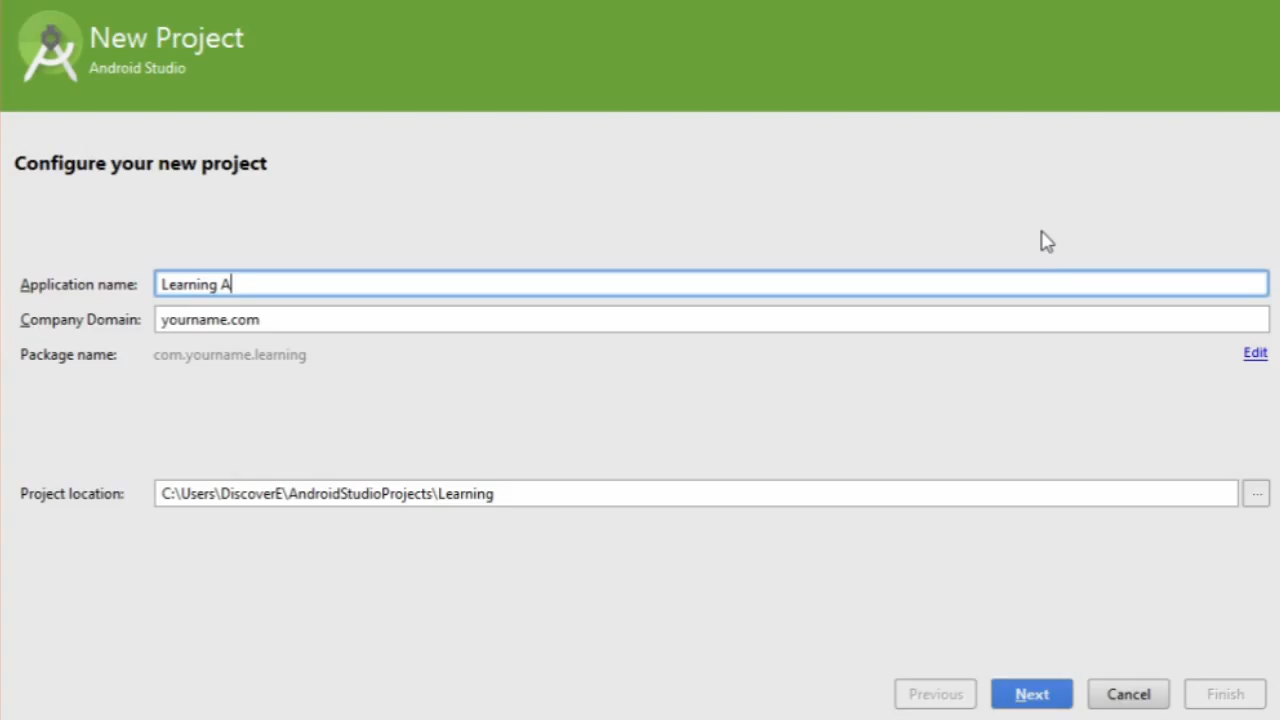 New Project
Android Studio
Configure your new project
Application name: Learning A
Company Domain: yourname.com
Package name: com.yourname.learning Edit
Project location: C:\Users\DiscoverE\AndroidStudioProjects\Learning ...
Previous Next Cancel Finish